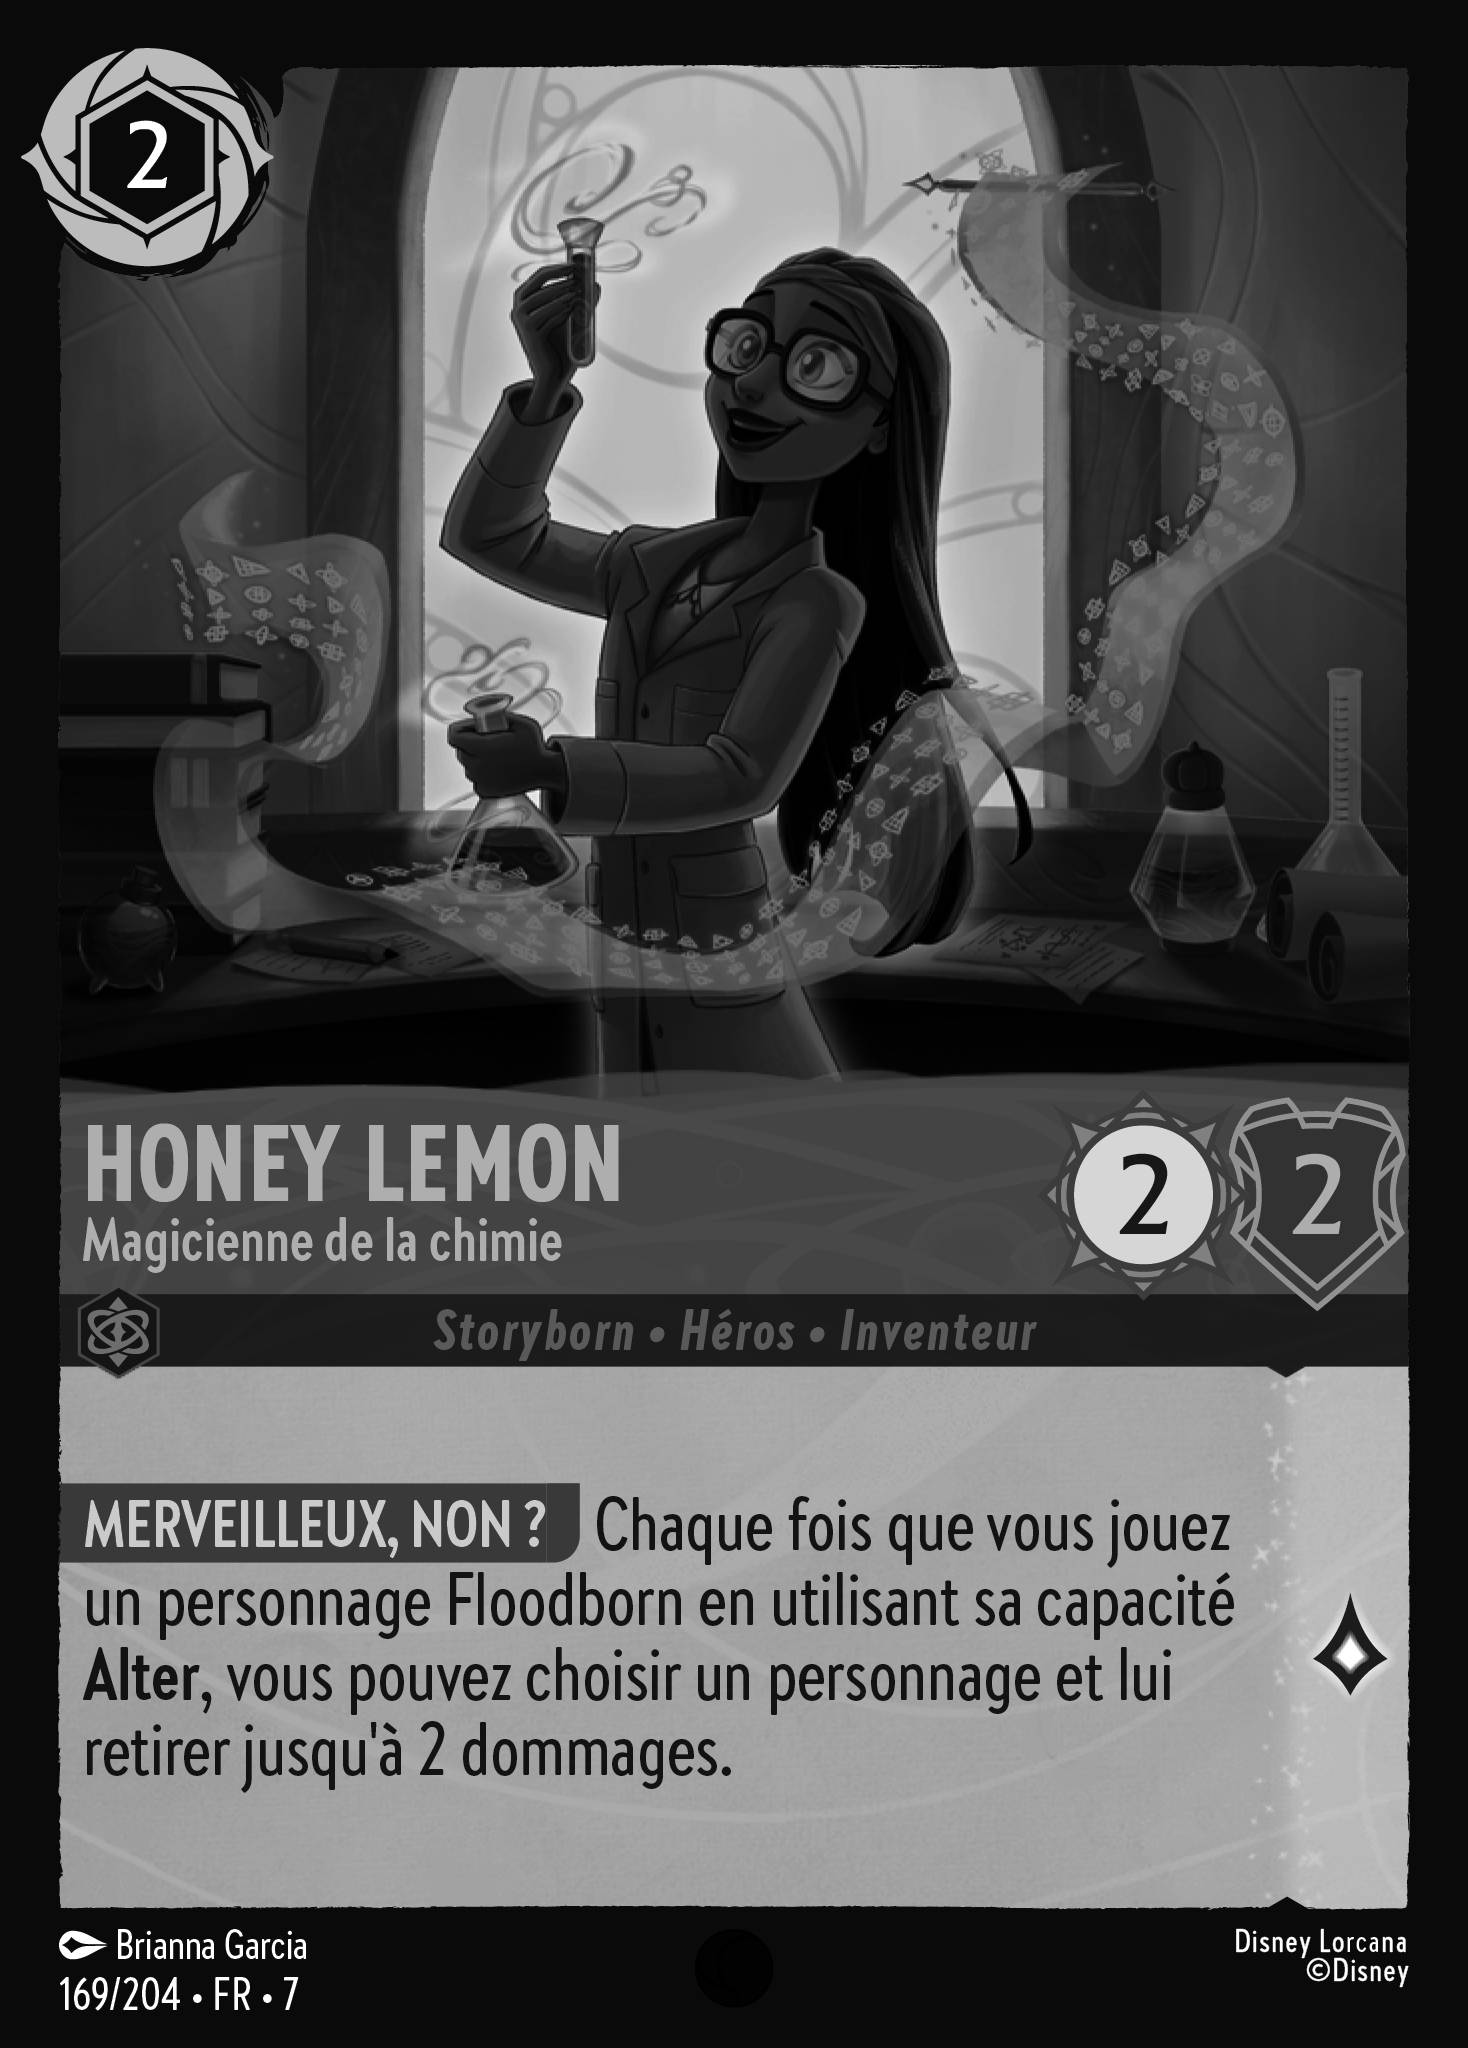 2
HONEY LEMON
Magicienne de la chimie
2
2
Storyborn • Héros • Inventeur
MERVEILLEUX, NON ? Chaque fois que vous jouez
un personnage Floodborn en utilisant sa capacité
Alter, vous pouvez choisir un personnage et lui
retirer jusqu'à 2 dommages.
Brianna Garcia
169/204 • FR • 7
Disney Lorcana
©Disney